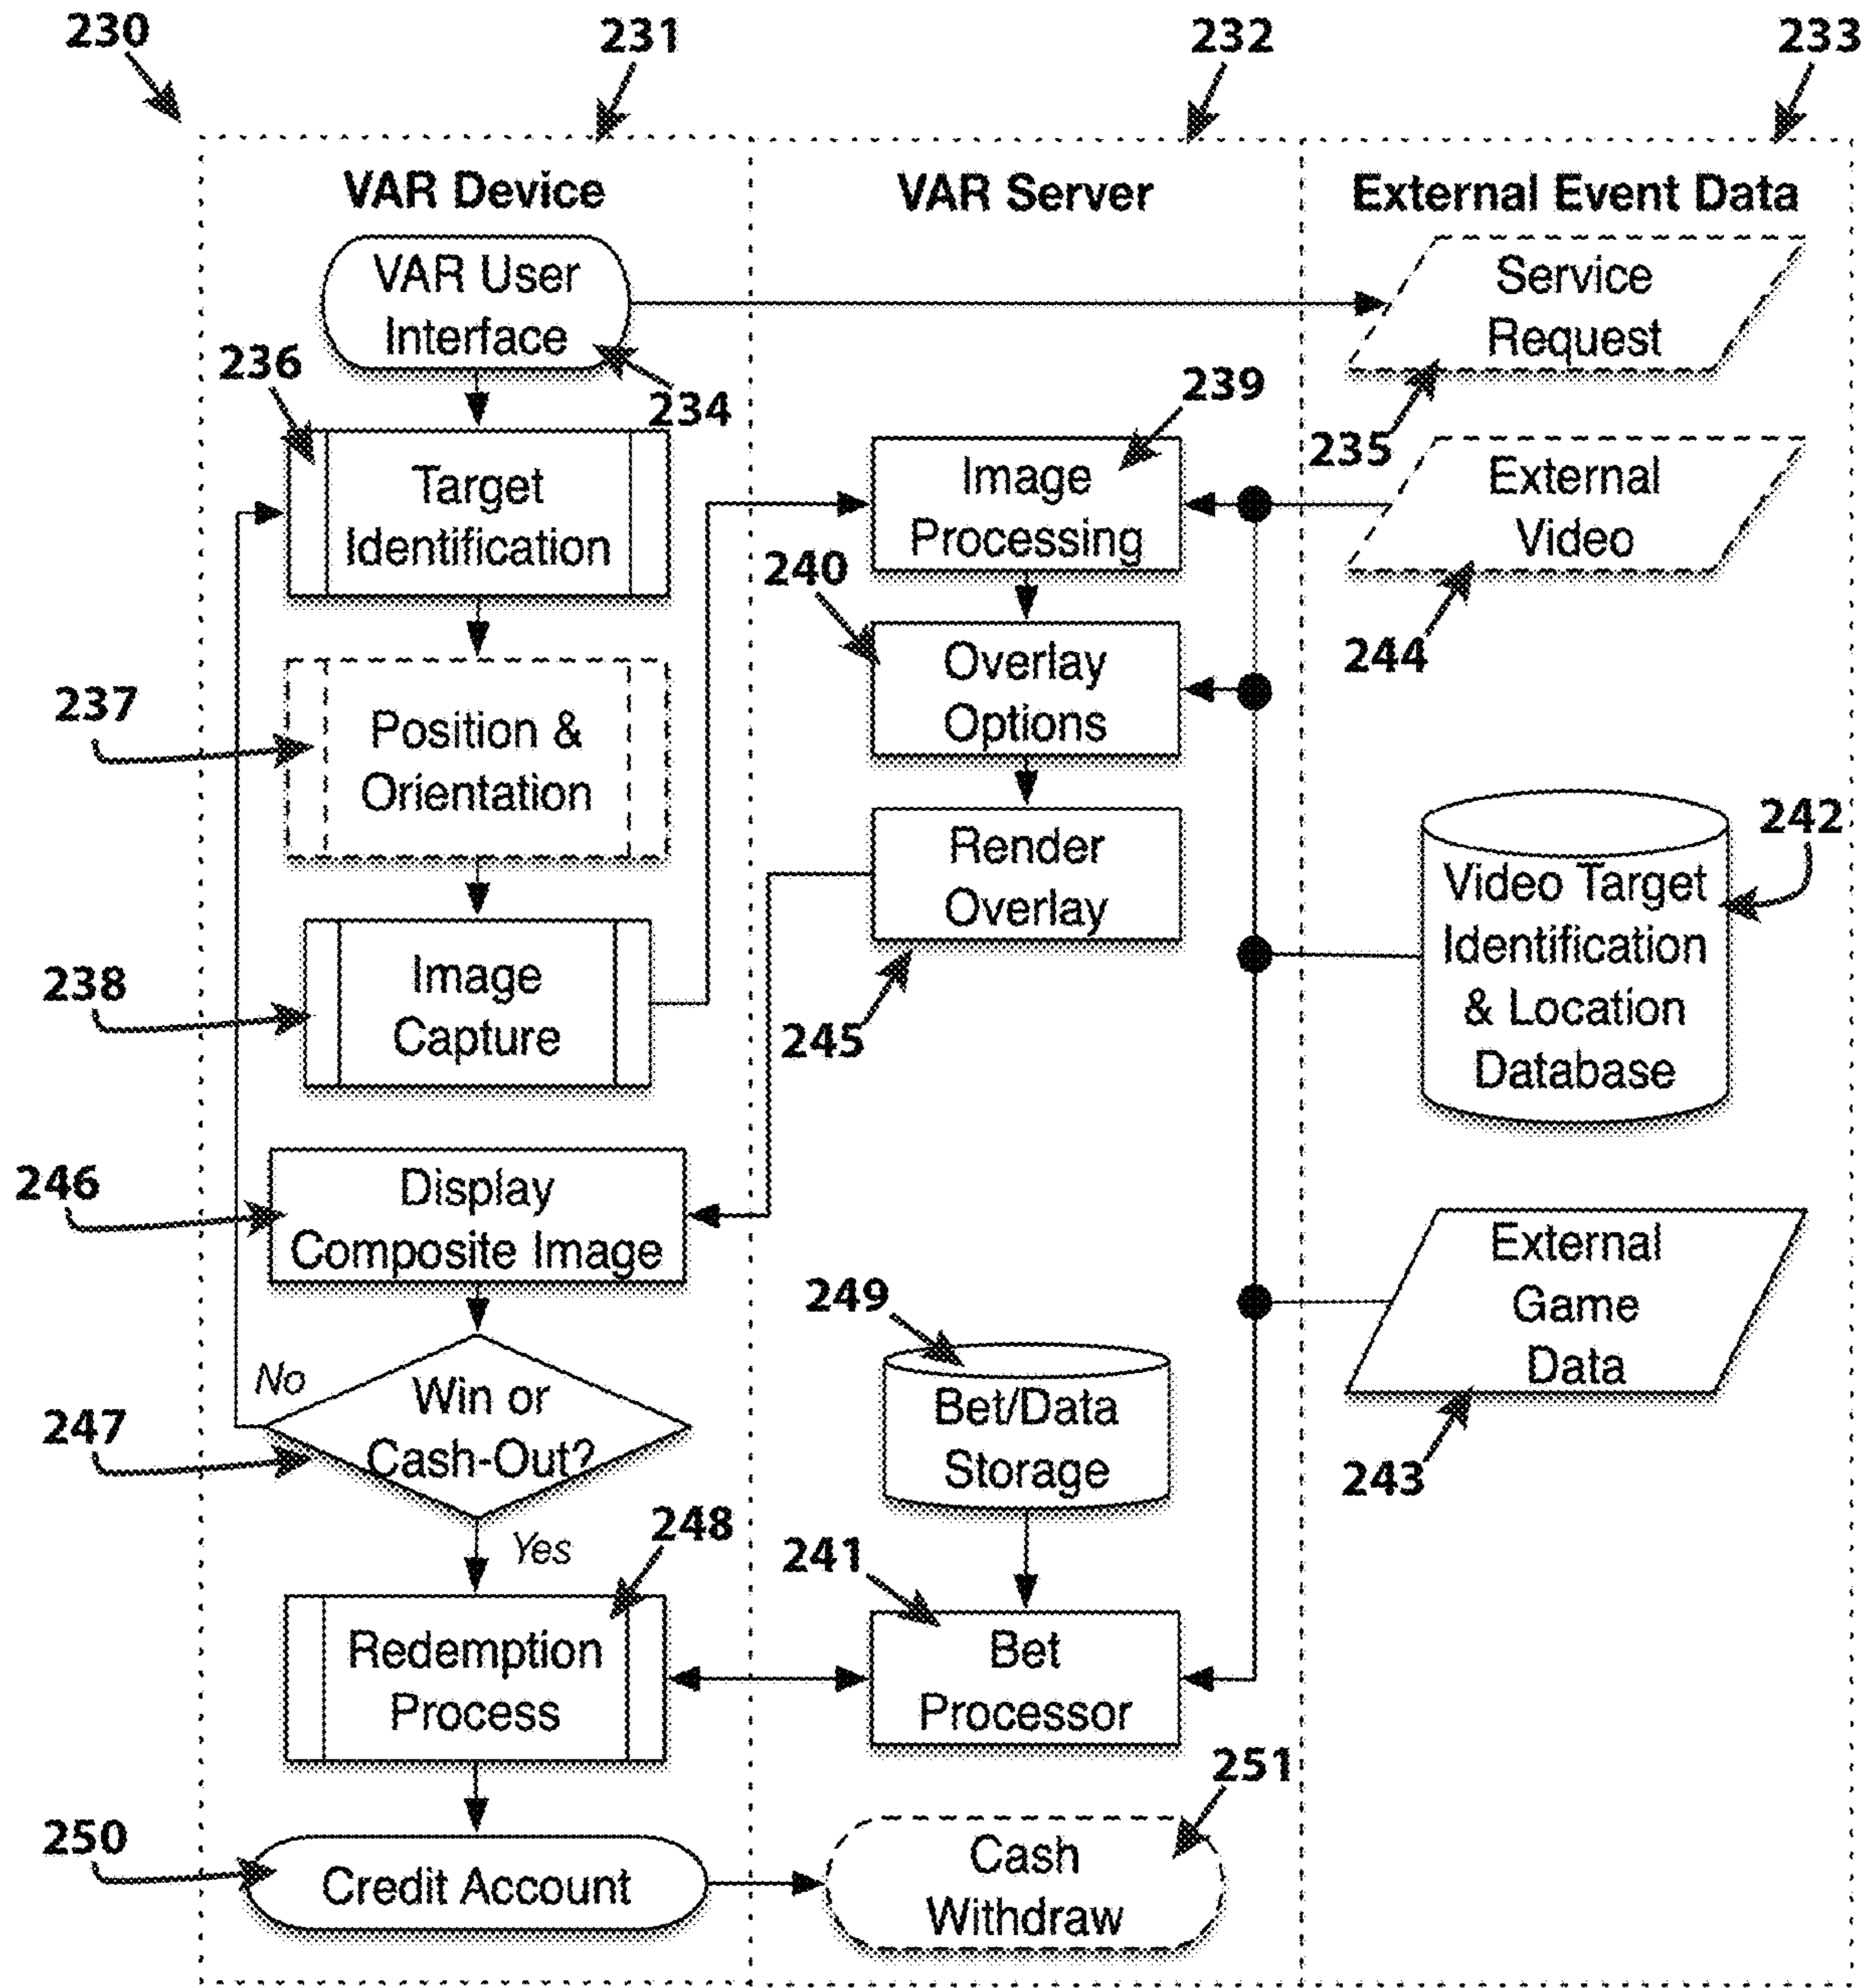 230
231
232
233
VAR Device
VAR Server
External Event Data
VAR User
Interface
234
Service
Request
235
236
Target
Identification
239
Image
Processing
External
Video
244
240
Overlay
Options
237
Position &
Orientation
Render
Overlay
245
242
Video Target
Identification
& Location
Database
238
Image
Capture
246
Display
Composite Image
External
Game
Data
243
249
Bet/Data
Storage
No
247
Win or
Cash-Out?
Yes
248
241
Redemption
Process
Bet
Processor
251
250
Credit Account
Cash
Withdraw